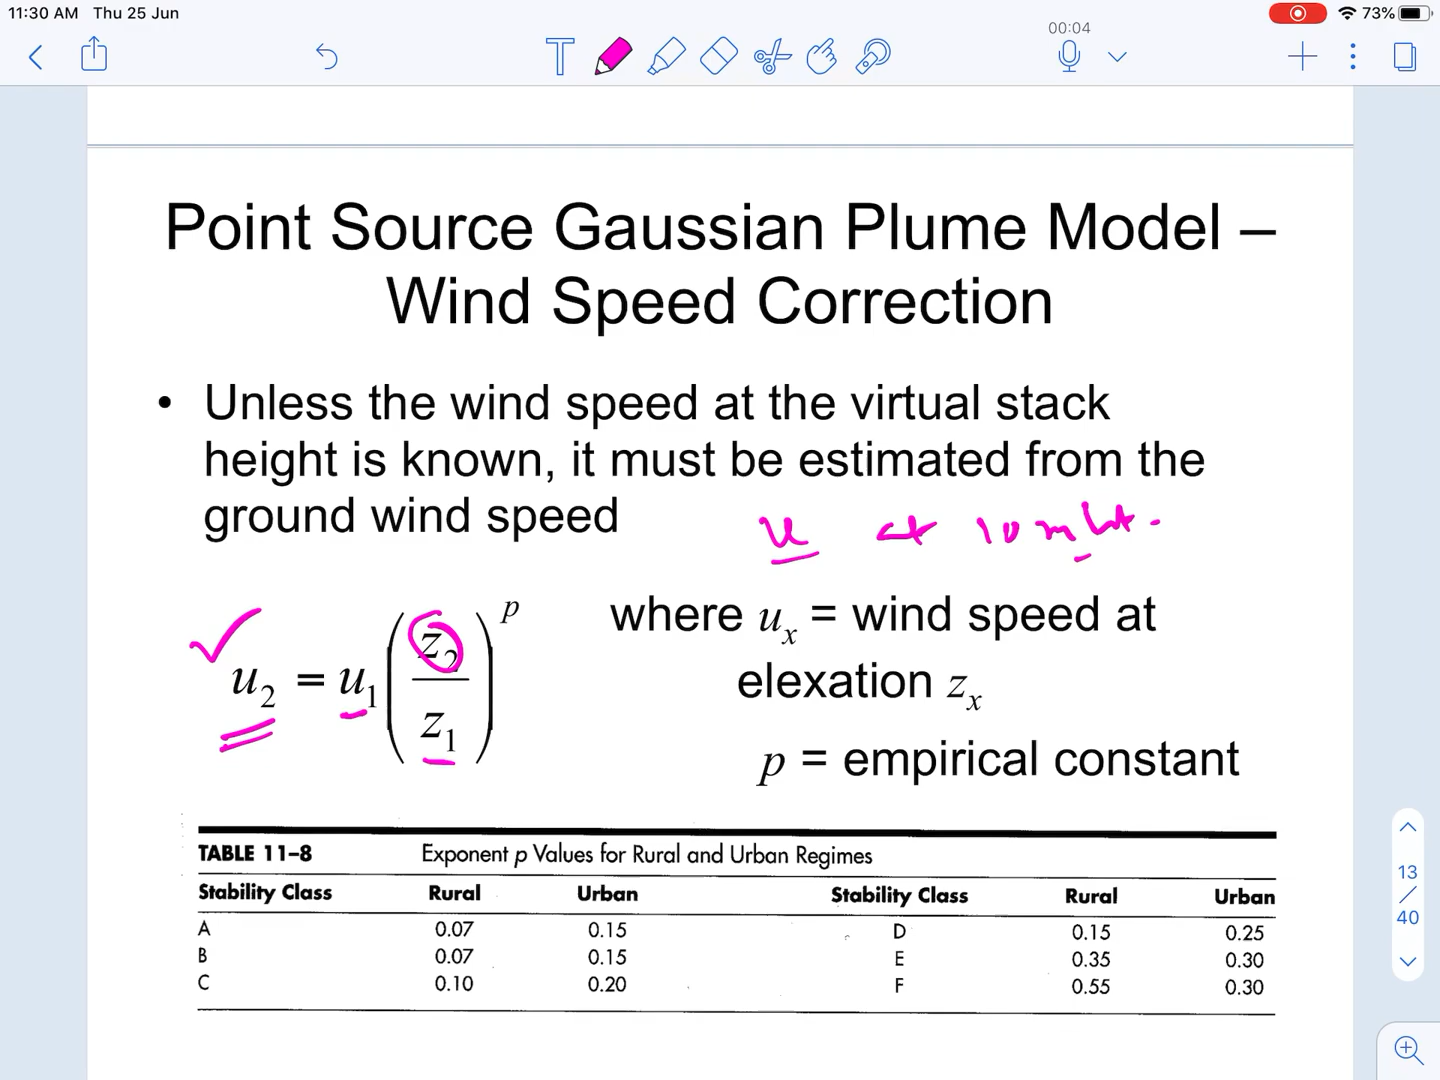 11:30 AM Thu 25 Jun
73%
00:04
T
Point Source Gaussian Plume Model –
Wind Speed Correction
• Unless the wind speed at the virtual stack
height is known, it must be estimated from the
ground wind speed
u at 10 m ht.
u2 = u1 (z2 / z1)^p
where ux = wind speed at
elexation zx
p = empirical constant
TABLE 11–8 Exponent p Values for Rural and Urban Regimes
Stability Class Rural Urban Stability Class Rural Urban
A 0.07 0.15 D 0.15 0.25
B 0.07 0.15 E 0.35 0.30
C 0.10 0.20 F 0.55 0.30
13
/
40